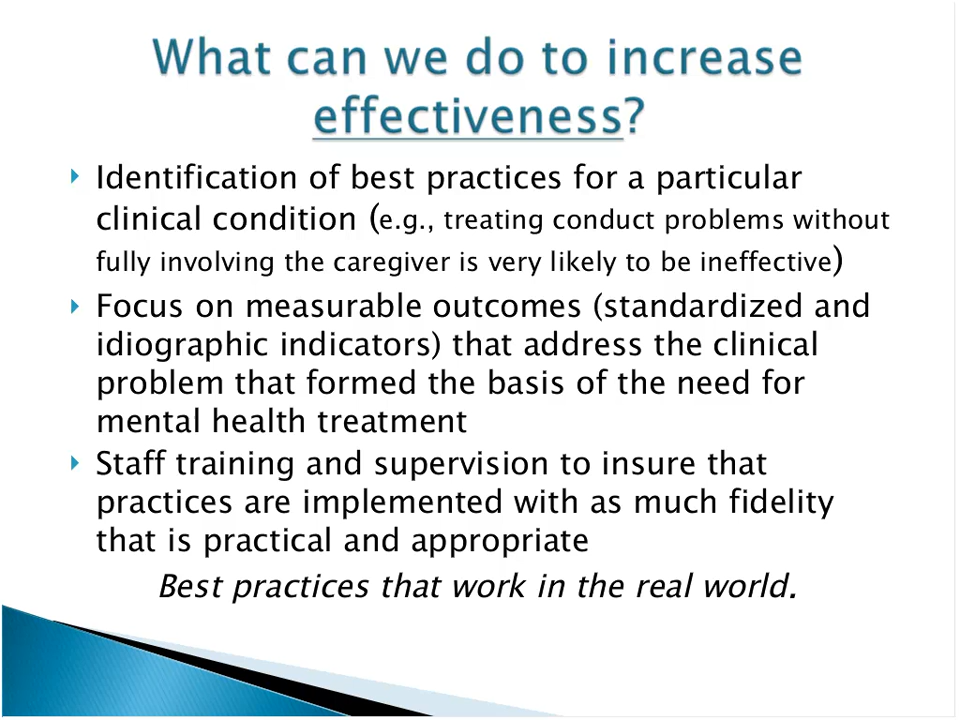 What can we do to increase
effectiveness?
Identification of best practices for a particular
clinical condition (e.g., treating conduct problems without
fully involving the caregiver is very likely to be ineffective)
Focus on measurable outcomes (standardized and
idiographic indicators) that address the clinical
problem that formed the basis of the need for
mental health treatment
Staff training and supervision to insure that
practices are implemented with as much fidelity
that is practical and appropriate
Best practices that work in the real world.